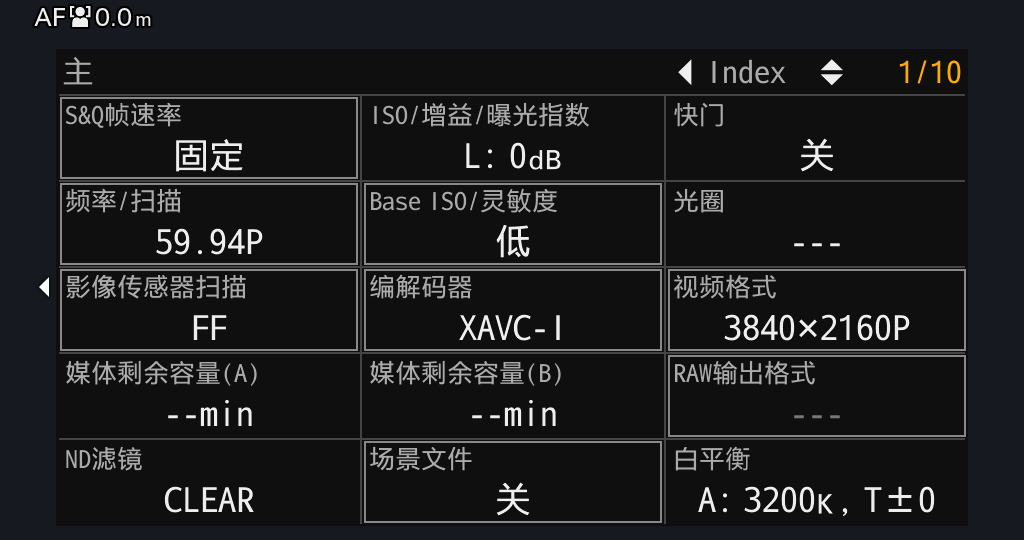 AF 0.0m
主 Index 1/10
S&Q帧速率 ISO/增益/曝光指数 快门
固定 L: 0dB 关
频率/扫描 Base ISO/灵敏度 光圈
59.94P 低 ---
影像传感器扫描 编解码器 视频格式
FF XAVC-I 3840×2160P
媒体剩余容量(A) 媒体剩余容量(B) RAW输出格式
--min --min ---
ND滤镜 场景文件 白平衡
CLEAR 关 A: 3200K, T±0